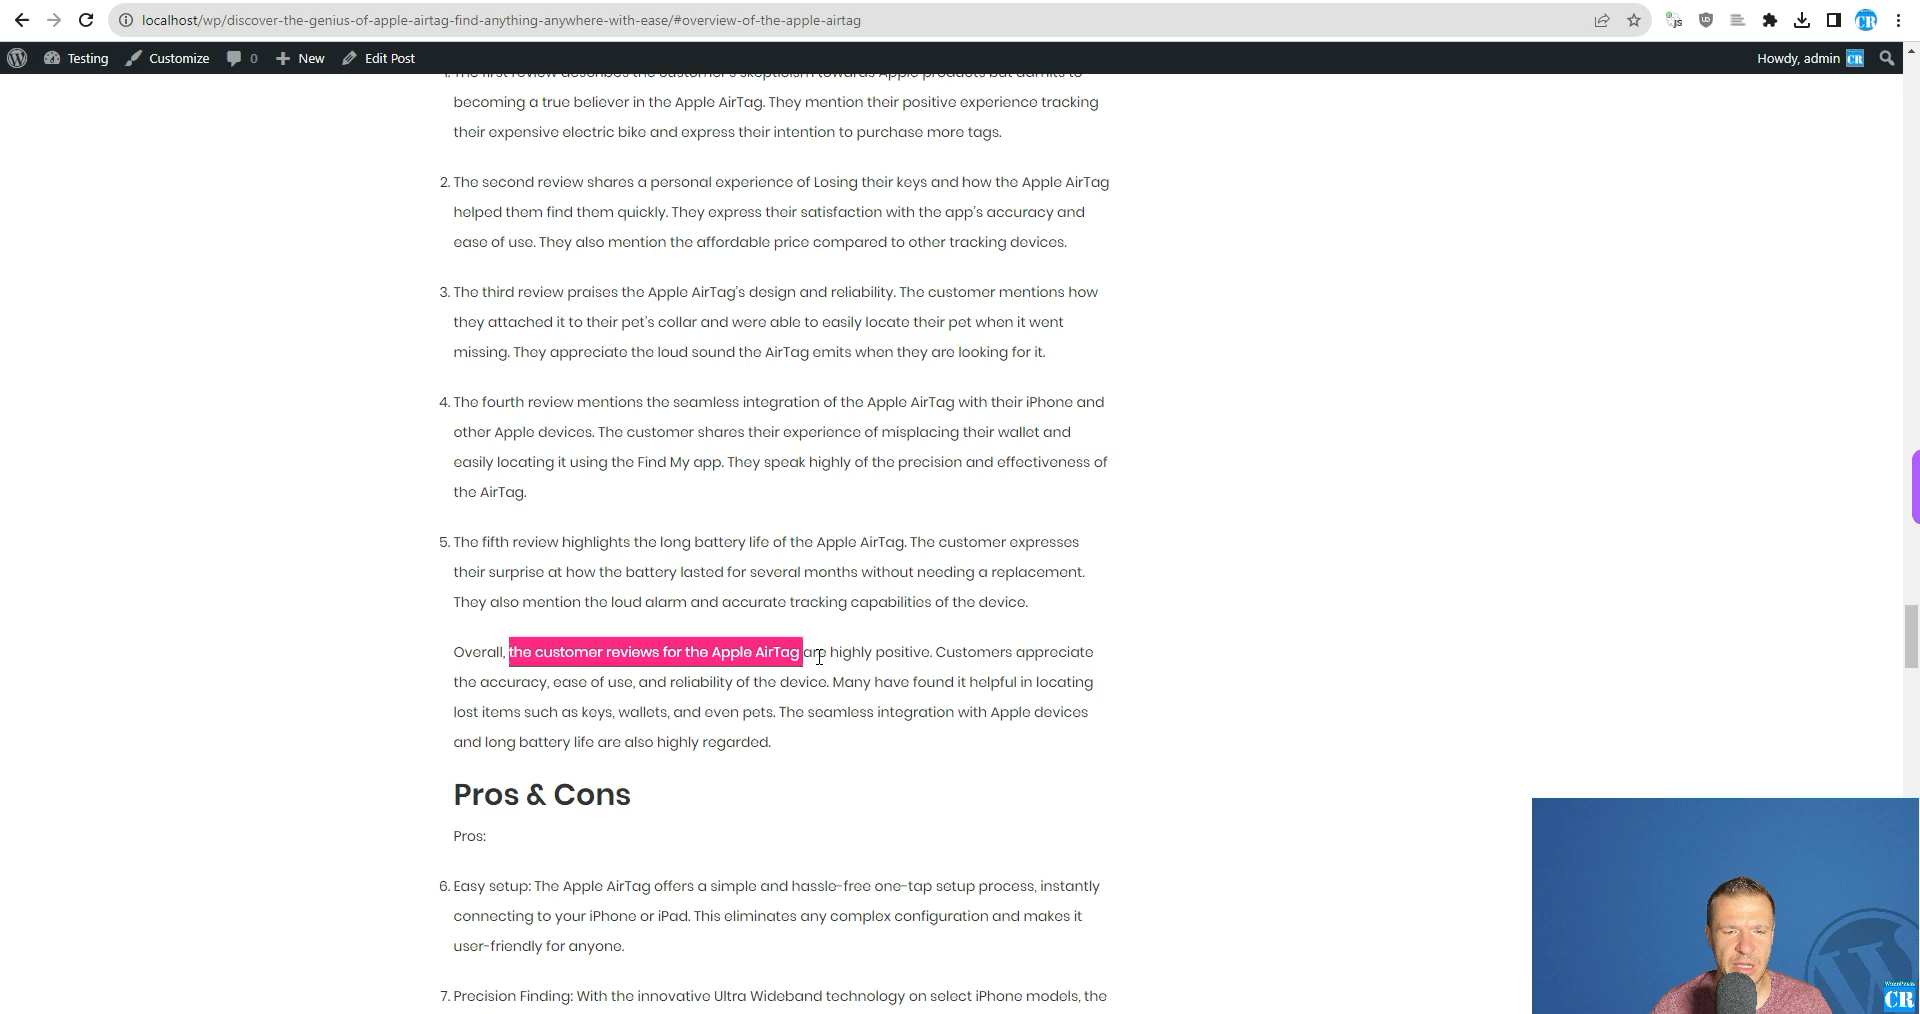 localhost/wp/discover-the-genius-of-apple-airtag-find-anything-anywhere-with-ease/#overview-of-the-apple-airtag
Testing Customize 0 New Edit Post Howdy, admin CR
1. The first review describes the customer's skepticism towards Apple products but admits to
becoming a true believer in the Apple AirTag. They mention their positive experience tracking
their expensive electric bike and express their intention to purchase more tags.
2. The second review shares a personal experience of Losing their keys and how the Apple AirTag
helped them find them quickly. They express their satisfaction with the app's accuracy and
ease of use. They also mention the affordable price compared to other tracking devices.
3. The third review praises the Apple AirTag's design and reliability. The customer mentions how
they attached it to their pet's collar and were able to easily locate their pet when it went
missing. They appreciate the loud sound the AirTag emits when they are looking for it.
4. The fourth review mentions the seamless integration of the Apple AirTag with their iPhone and
other Apple devices. The customer shares their experience of misplacing their wallet and
easily locating it using the Find My app. They speak highly of the precision and effectiveness of
the AirTag.
5. The fifth review highlights the long battery life of the Apple AirTag. The customer expresses
their surprise at how the battery lasted for several months without needing a replacement.
They also mention the loud alarm and accurate tracking capabilities of the device.
Overall, the customer reviews for the Apple AirTag are highly positive. Customers appreciate
the accuracy, ease of use, and reliability of the device. Many have found it helpful in locating
lost items such as keys, wallets, and even pets. The seamless integration with Apple devices
and long battery life are also highly regarded.
Pros & Cons
Pros:
6. Easy setup: The Apple AirTag offers a simple and hassle-free one-tap setup process, instantly
connecting to your iPhone or iPad. This eliminates any complex configuration and makes it
user-friendly for anyone.
7. Precision Finding: With the innovative Ultra Wideband technology on select iPhone models, the
WORDPRESS
CR